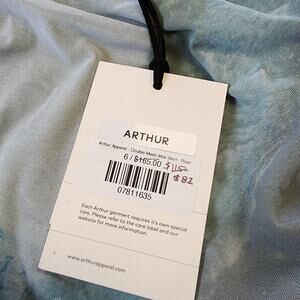 ARTHUR
Arthur Apparel - Double Mesh Midi Skirt - River
6 / $165.00 $115
$82
07811635
Each Arthur garment requires it's own special
care. Please refer to the care label and our
website for more information.
www.arthurapparel.com